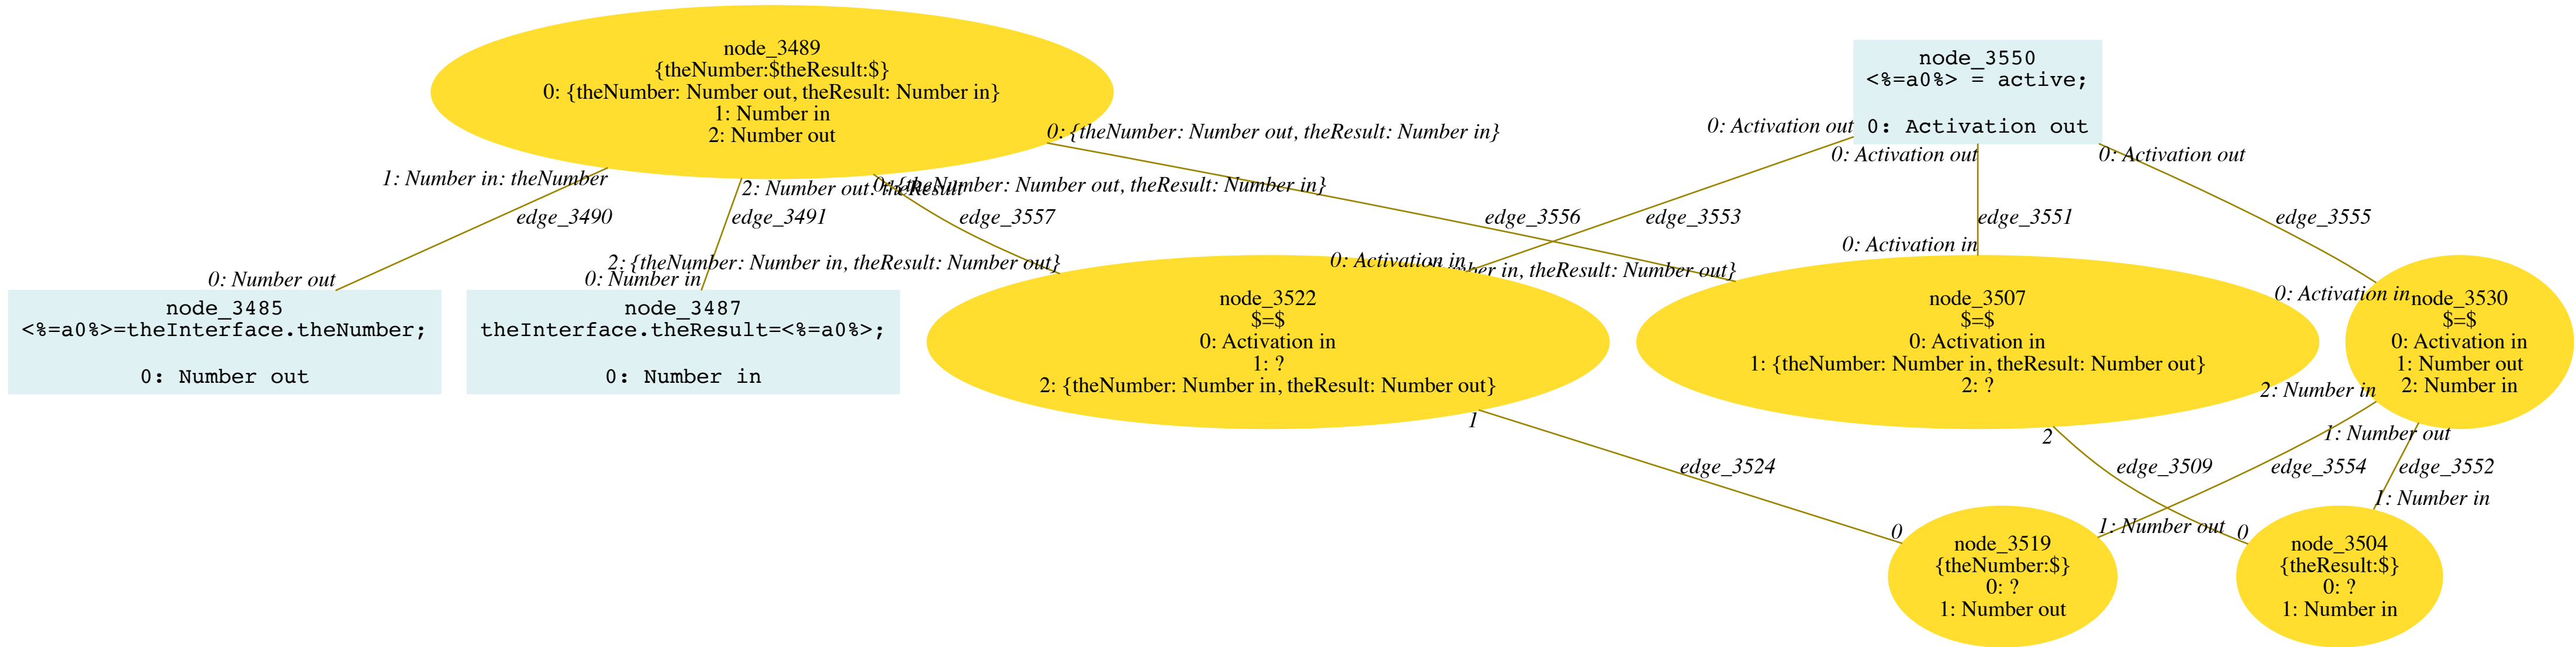 node_3489
{theNumber:$theResult:$}
0: {theNumber: Number out, theResult: Number in}
1: Number in
2: Number out
node_3550
<%=a0%> = active;
0: Activation out
0: {theNumber: Number out, theResult: Number in}
0: Activation out
0: Activation out
0: Activation out
1: Number in: theNumber
2: Number out: theResult
0: {theNumber: Number out, theResult: Number in}
edge_3490
edge_3491
edge_3557
edge_3556
edge_3553
edge_3551
edge_3555
0: Activation in
2: {theNumber: Number in, theResult: Number out}
0: Activation in
in, theResult: Number out}
0: Number out
0: Number in
0: Activation in
node_3485
<%=a0%>=theInterface.theNumber;
0: Number out
node_3487
theInterface.theResult=<%=a0%>;
0: Number in
node_3522
$=$
0: Activation in
1: ?
2: {theNumber: Number in, theResult: Number out}
node_3507
$=$
0: Activation in
1: {theNumber: Number in, theResult: Number out}
2: ?
node_3530
$=$
0: Activation in
1: Number out
2: Number in
2: Number in
1
2
1: Number out
edge_3524
edge_3509
edge_3554
edge_3552
1: Number in
0
1: Number out
0
node_3519
{theNumber:$}
0: ?
1: Number out
node_3504
{theResult:$}
0: ?
1: Number in